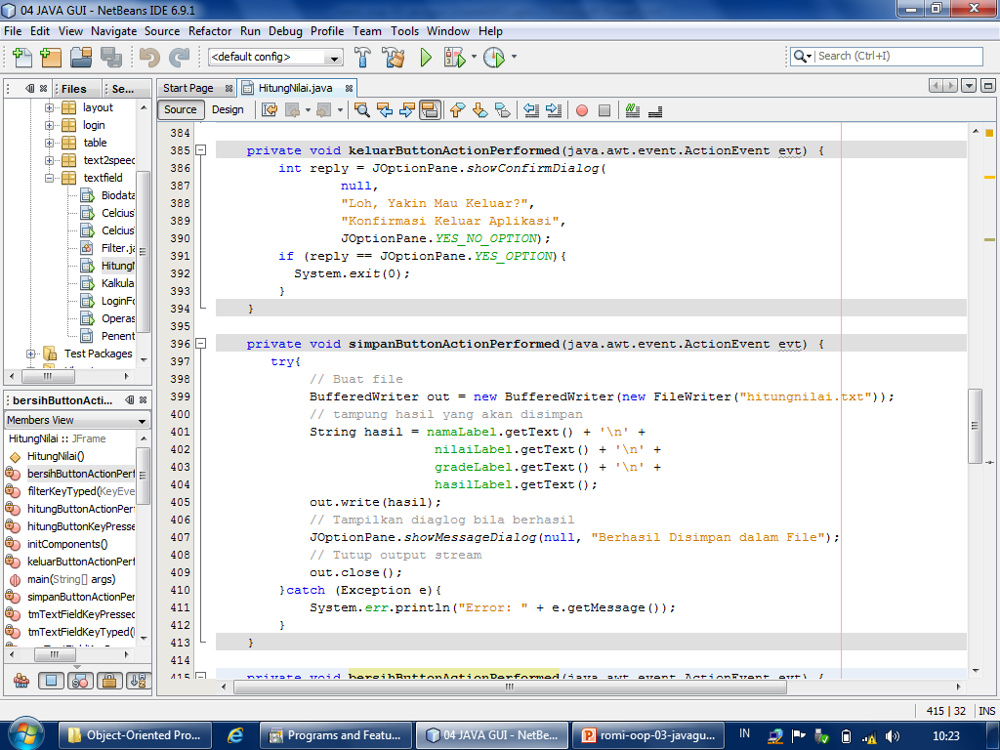 04 JAVA GUI - NetBeans IDE 6.9.1
File Edit View Navigate Source Refactor Run Debug Profile Team Tools Window Help
<default config>
Search (Ctrl+I)
Files Se...
layout
login
table
text2speec
textfield
Biodata
Celcius
Celcius
Filter.ja
HitungN
Kalkula
LoginFo
Operas
Penent
Test Packages
bersihButtonActi...
Members View
HitungNilai :: JFrame
HitungNilai()
bersihButtonActionPerf
filterKeyTyped(KeyEve
hitungButtonActionPer
hitungButtonKeyPresse
initComponents()
keluarButtonActionPerf
main(String[] args)
simpanButtonActionPer
tmTextFieldKeyPressed
tmTextFieldKeyTyped(
Start Page HitungNilai.java
Source Design
384
385 private void keluarButtonActionPerformed(java.awt.event.ActionEvent evt) {
386 int reply = JOptionPane.showConfirmDialog(
387 null,
388 "Loh, Yakin Mau Keluar?",
389 "Konfirmasi Keluar Aplikasi",
390 JOptionPane.YES_NO_OPTION);
391 if (reply == JOptionPane.YES_OPTION){
392 System.exit(0);
393 }
394 }
395
396 private void simpanButtonActionPerformed(java.awt.event.ActionEvent evt) {
397 try{
398 // Buat file
399 BufferedWriter out = new BufferedWriter(new FileWriter("hitungnilai.txt"));
400 // tampung hasil yang akan disimpan
401 String hasil = namaLabel.getText() + '\n' +
402 nilaiLabel.getText() + '\n' +
403 gradeLabel.getText() + '\n' +
404 hasilLabel.getText();
405 out.write(hasil);
406 // Tampilkan diaglog bila berhasil
407 JOptionPane.showMessageDialog(null, "Berhasil Disimpan dalam File");
408 // Tutup output stream
409 out.close();
410 }catch (Exception e){
411 System.err.println("Error: " + e.getMessage());
412 }
413 }
414
415 private void bersihButtonActionPerformed(java.awt.event.ActionEvent evt) {
415 | 32 INS
Object-Oriented Pro...
Programs and Featu...
04 JAVA GUI - NetBe...
romi-oop-03-javagu...
IN
10:23